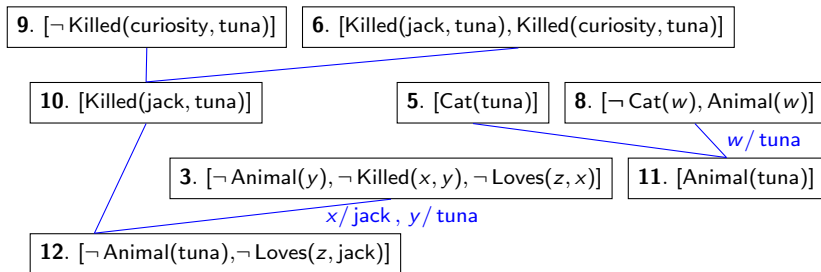 9. [¬ Killed(curiosity, tuna)]
6. [Killed(jack, tuna), Killed(curiosity, tuna)]
10. [Killed(jack, tuna)]
5. [Cat(tuna)]
8. [¬ Cat(w), Animal(w)]
w/ tuna
3. [¬ Animal(y), ¬ Killed(x, y), ¬ Loves(z, x)]
11. [Animal(tuna)]
x/ jack , y/ tuna
12. [¬ Animal(tuna),¬ Loves(z, jack)]